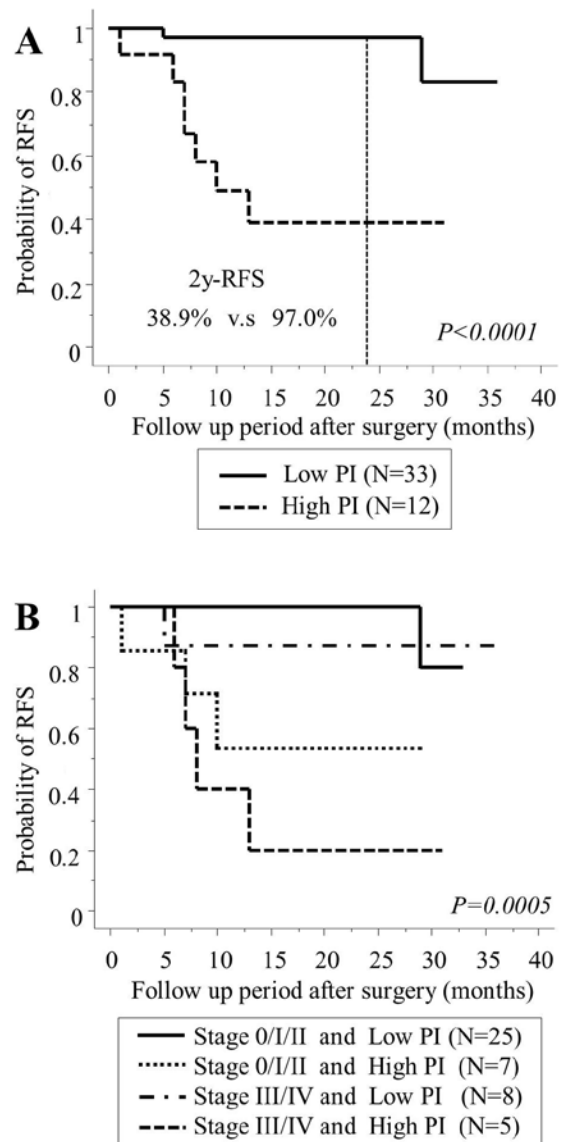 A
1
0.8
0.6
0.4
0.2
0
Probability of RFS
2y-RFS
38.9% v.s 97.0%
P<0.0001
0 5 10 15 20 25 30 35 40
Follow up period after surgery (months)
Low PI (N=33)
High PI (N=12)
B
1
0.8
0.6
0.4
0.2
0
Probability of RFS
P=0.0005
0 5 10 15 20 25 30 35 40
Follow up period after surgery (months)
Stage 0/I/II and Low PI (N=25)
Stage 0/I/II and High PI (N=7)
Stage III/IV and Low PI (N=8)
Stage III/IV and High PI (N=5)